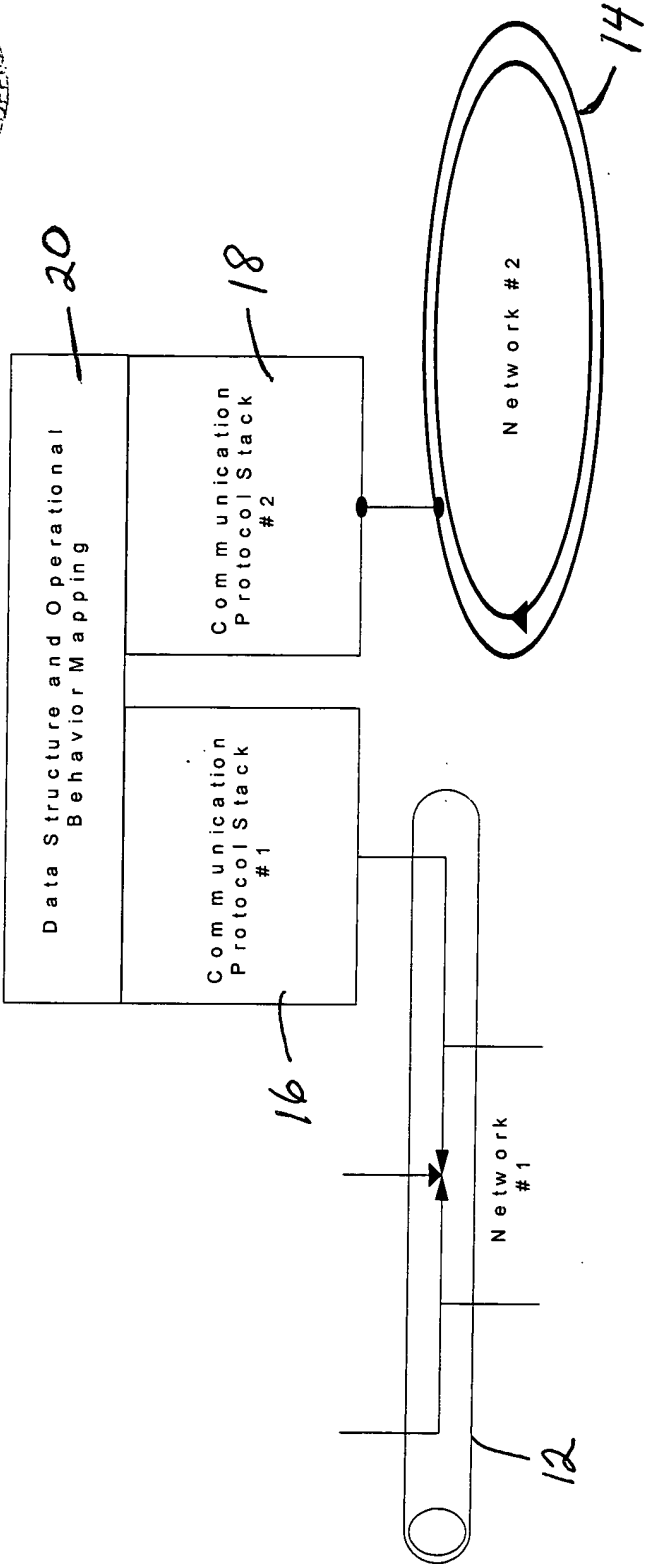 20
Data Structure and Operational
Behavior Mapping
16
Communication
Protocol Stack
#1
Communication
Protocol Stack
#2
18
Network
#1
12
Network #2
14